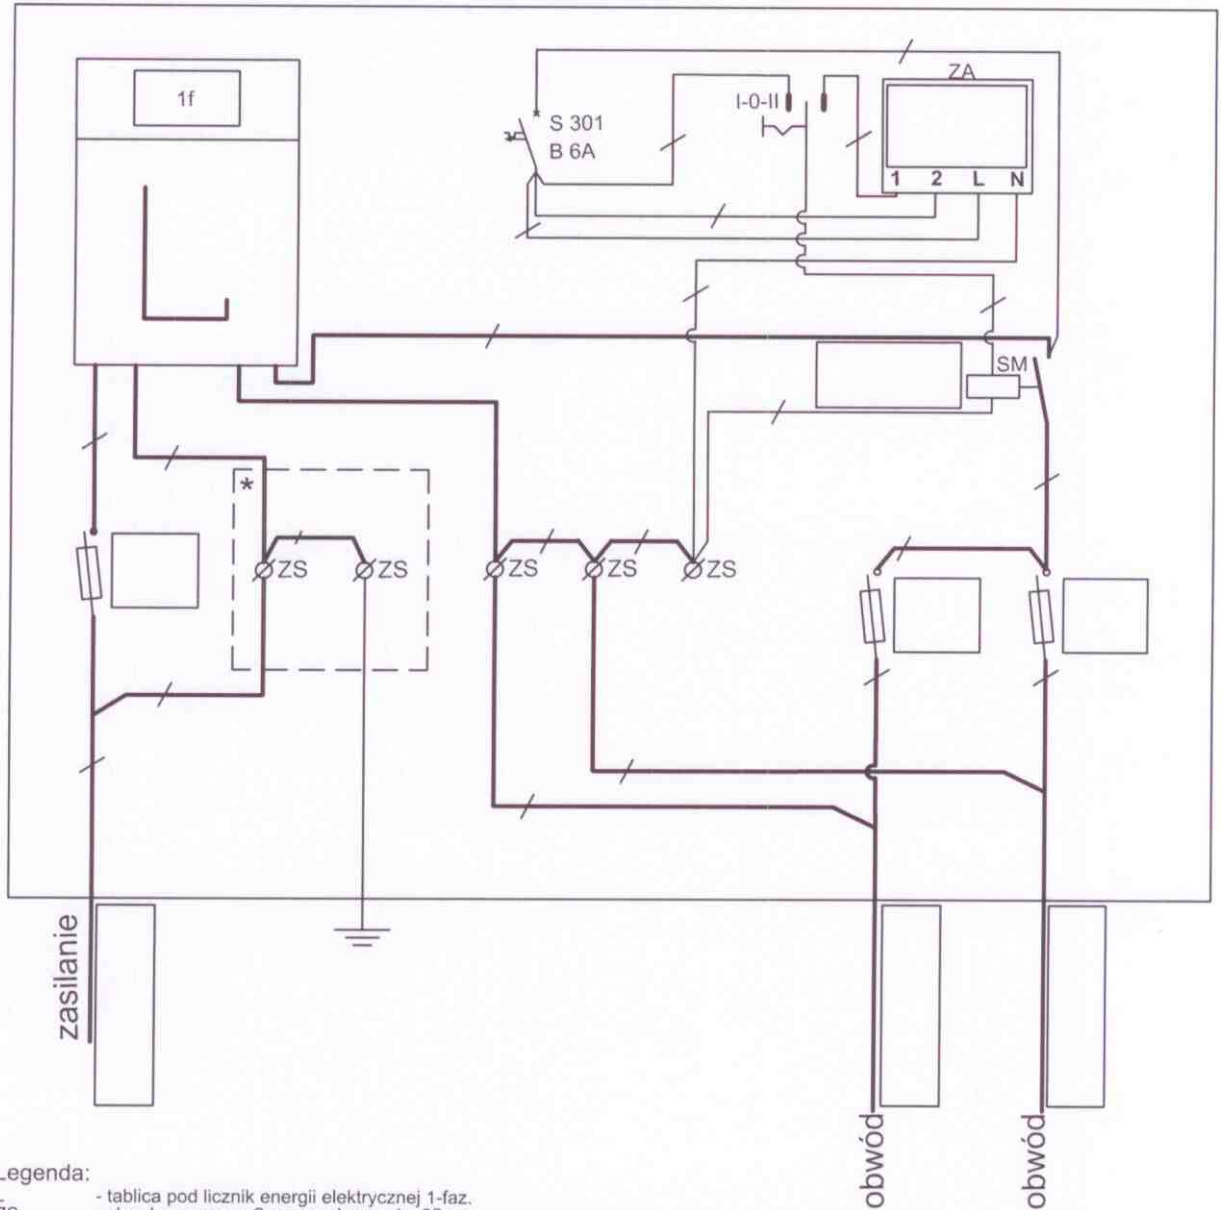 1f
S 301
B 6A
I-0-II
ZA
1 2 L N
SM
*
ZS ZS ZS ZS ZS
zasilanie
obwód
obwód
Legenda:
- tablica pod licznik energii elektrycznej 1-faz.